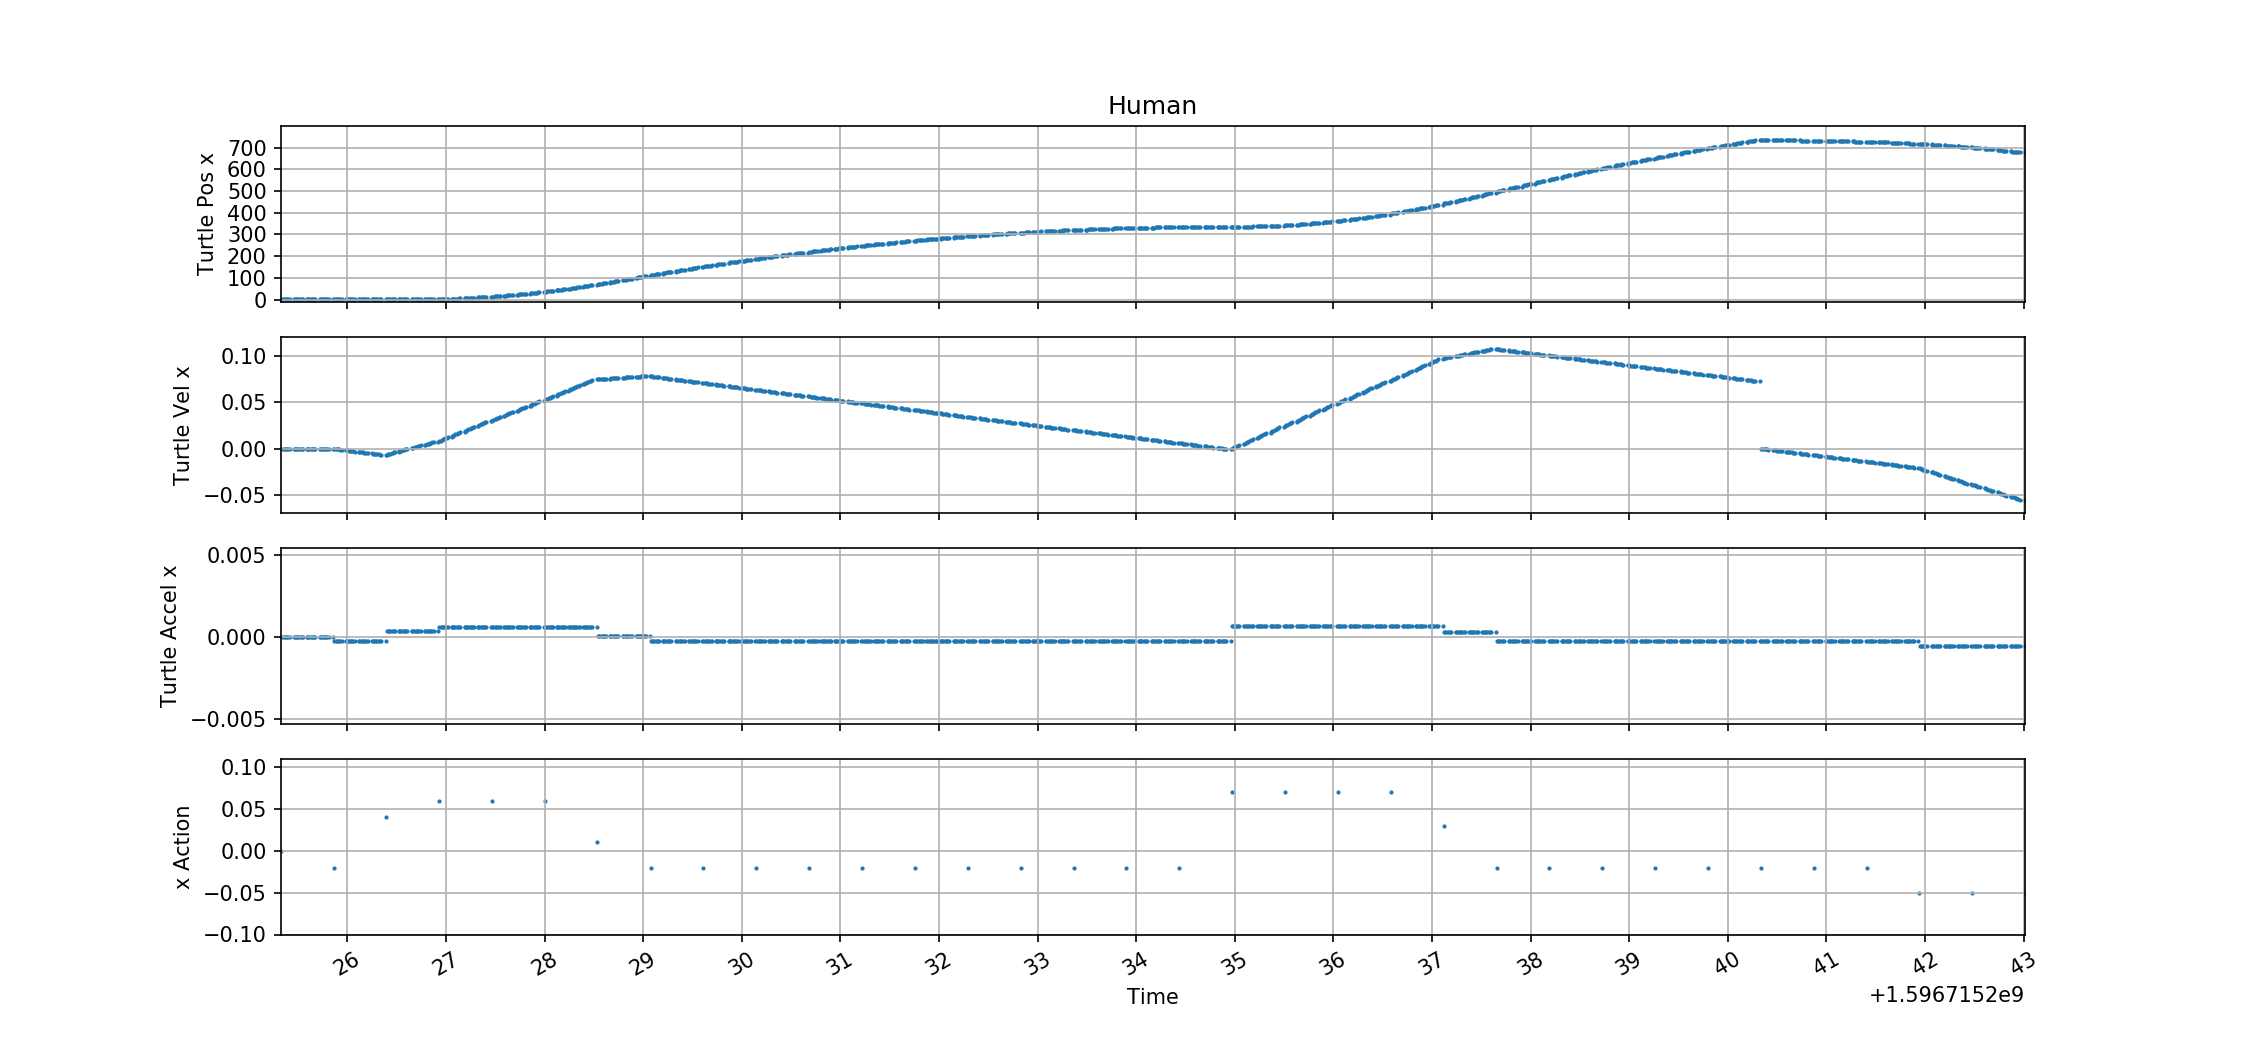 Human
Turtle Pos x
700
600
500
400
300
200
100
0
Turtle Vel x
0.10
0.05
0.00
−0.05
Turtle Accel x
0.005
0.000
−0.005
x Action
0.10
0.05
0.00
−0.05
−0.10
26 27 28 29 30 31 32 33 34 35 36 37 38 39 40 41 42 43
Time
+1.5967152e9